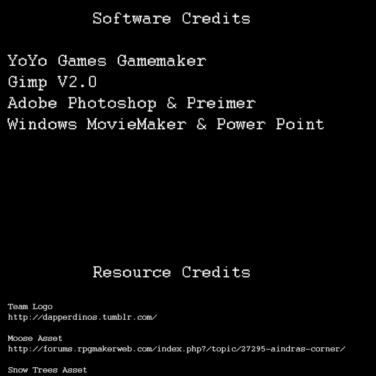 Software Credits
YoYo Games Gamemaker
Gimp V2.0
Adobe Photoshop & Preimer
Windows MovieMaker & Power Point
Resource Credits
Team Logo
http://dapperdinos.tumblr.com/
Moose Asset
http://forums.rpgmakerweb.com/index.php?/topic/27295-aindras-corner/
Snow Trees Asset